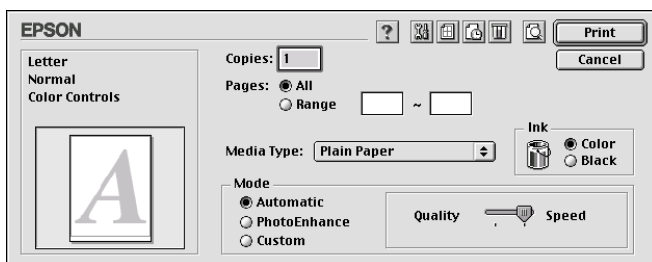 EPSON
?
Print
Cancel
Letter
Normal
Color Controls
A
Copies: 1
Pages: All
Range ~
Media Type: Plain Paper
Ink
Color
Black
Mode
Automatic
PhotoEnhance
Custom
Quality Speed